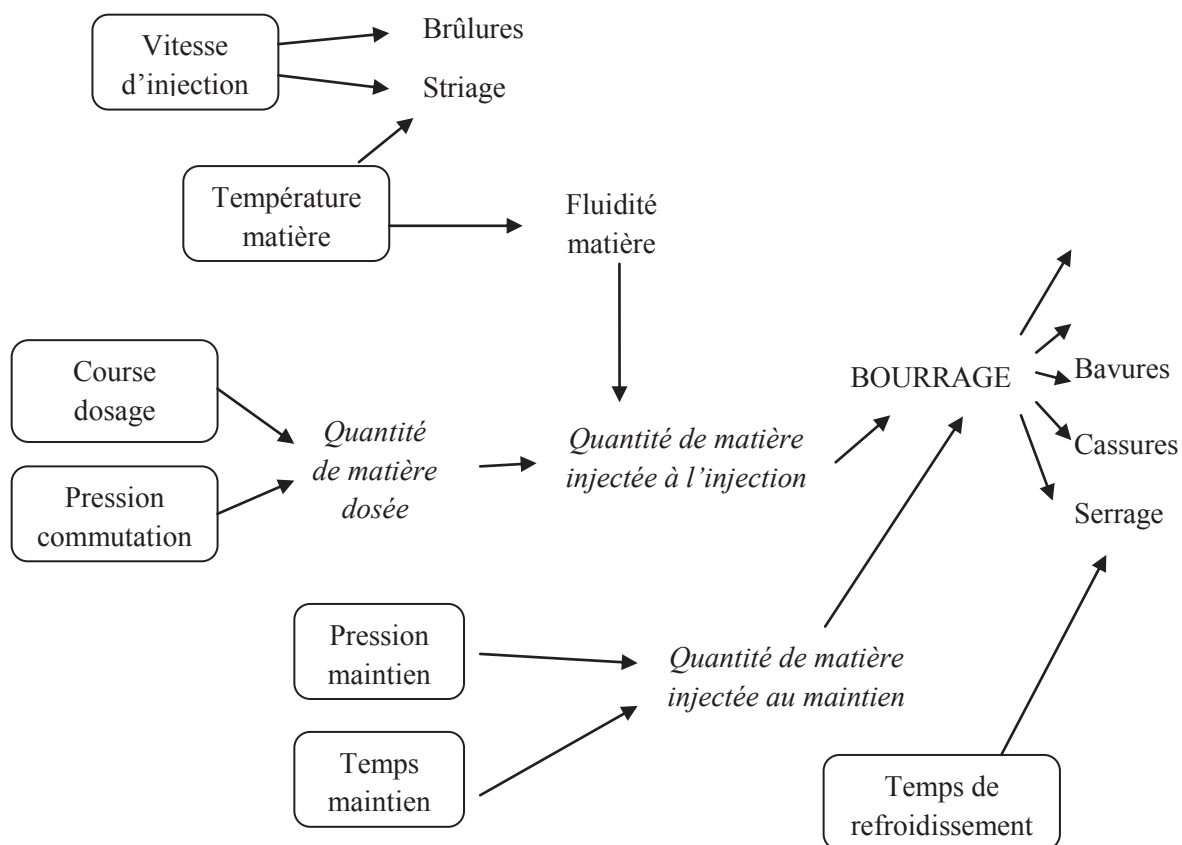 Vitesse
d'injection
Brûlures
Striage
Température
matière
Fluidité
matière
Course
dosage
Pression
commutation
Quantité
de matière
dosée
Quantité de matière
injectée à l'injection
BOURRAGE
Bavures
Cassures
Serrage
Pression
maintien
Temps
maintien
Quantité de matière
injectée au maintien
Temps de
refroidissement